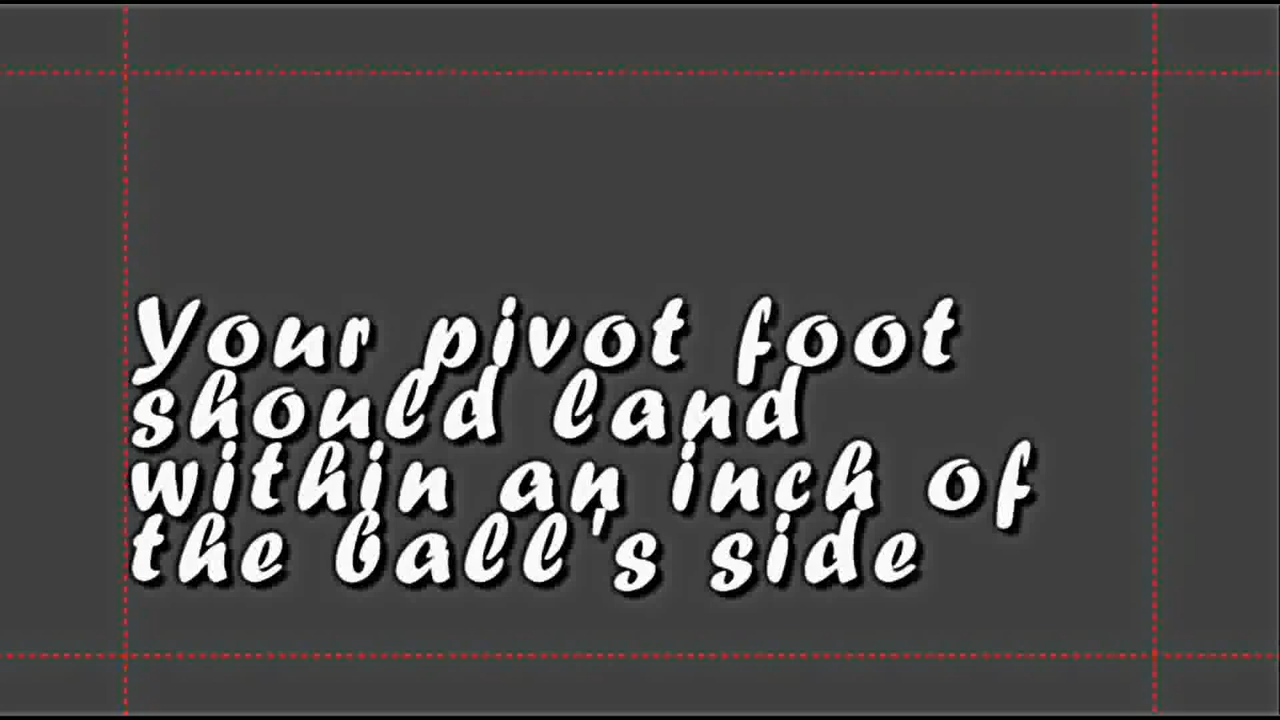 Your pivot foot
should land
within an inch of
the ball's side